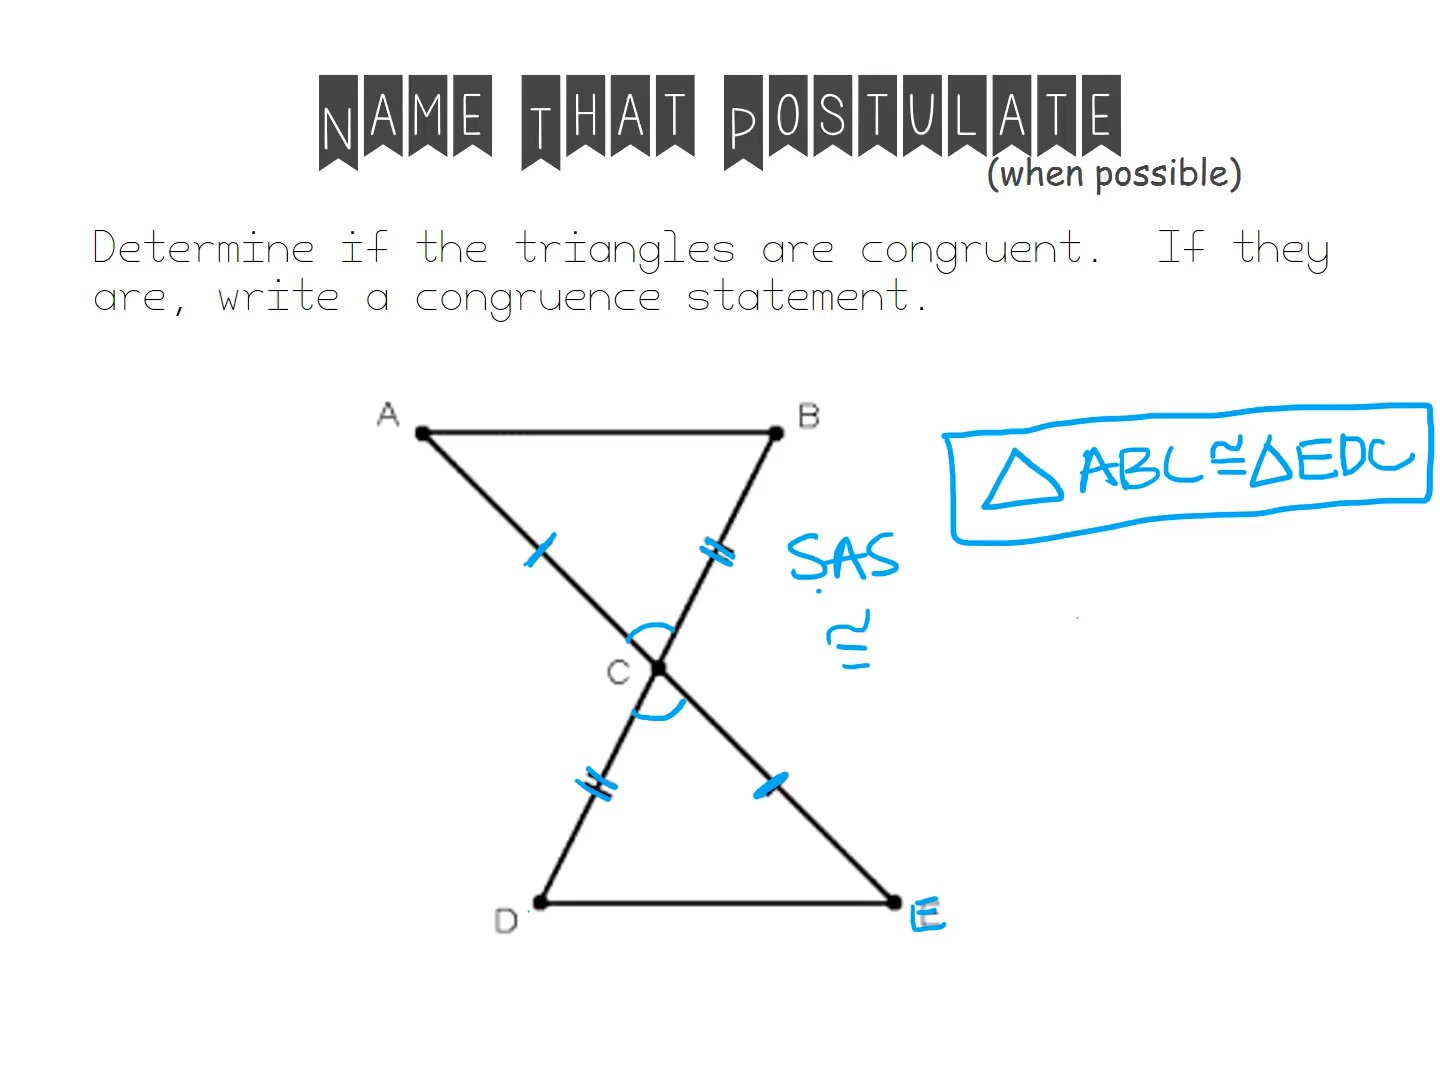 NAME THAT POSTULATE
(when possible)
Determine if the triangles are congruent. If they
are, write a congruence statement.
A
B
△ ABC ≅ △ EDC
SAS
≅
C
D
E